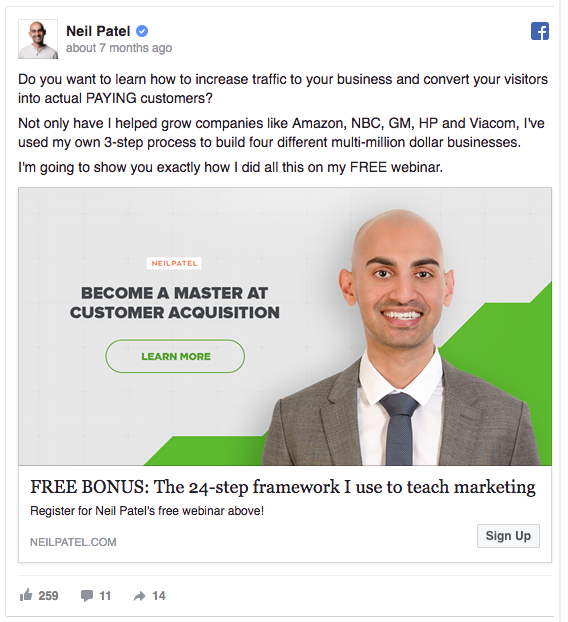 Neil Patel
about 7 months ago
Do you want to learn how to increase traffic to your business and convert your visitors
into actual PAYING customers?
Not only have I helped grow companies like Amazon, NBC, GM, HP and Viacom, I've
used my own 3-step process to build four different multi-million dollar businesses.
I'm going to show you exactly how I did all this on my FREE webinar.
NEILPATEL
BECOME A MASTER AT
CUSTOMER ACQUISITION
LEARN MORE
FREE BONUS: The 24-step framework I use to teach marketing
Register for Neil Patel's free webinar above!
NEILPATEL.COM
Sign Up
259 11 14